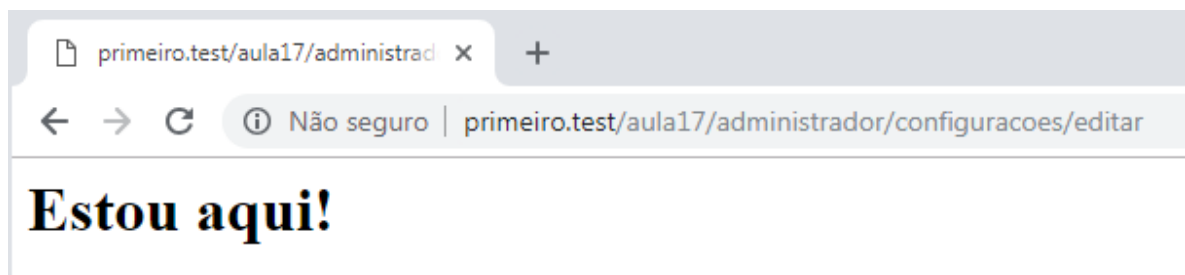 primeiro.test/aula17/administrad
Não seguro | primeiro.test/aula17/administrador/configuracoes/editar
Estou aqui!